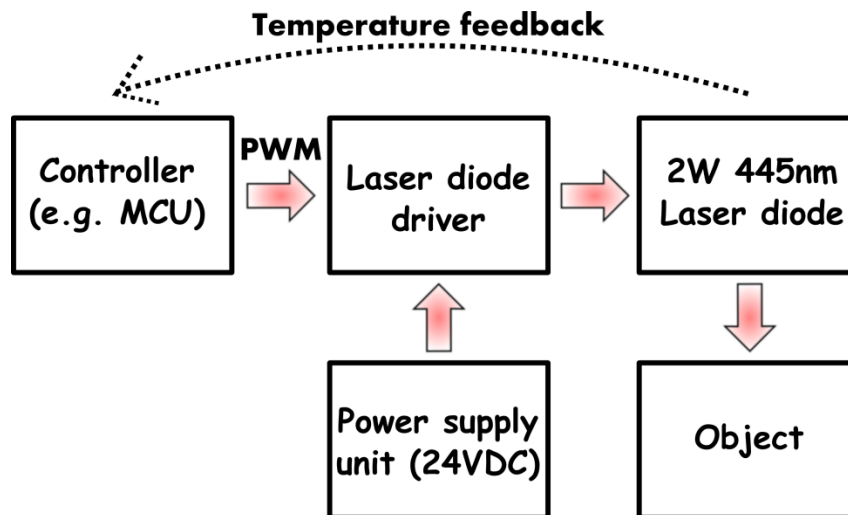 Temperature feedback
Controller
(e.g. MCU)
PWM
Laser diode
driver
2W 445nm
Laser diode
Power supply
unit (24VDC)
Object